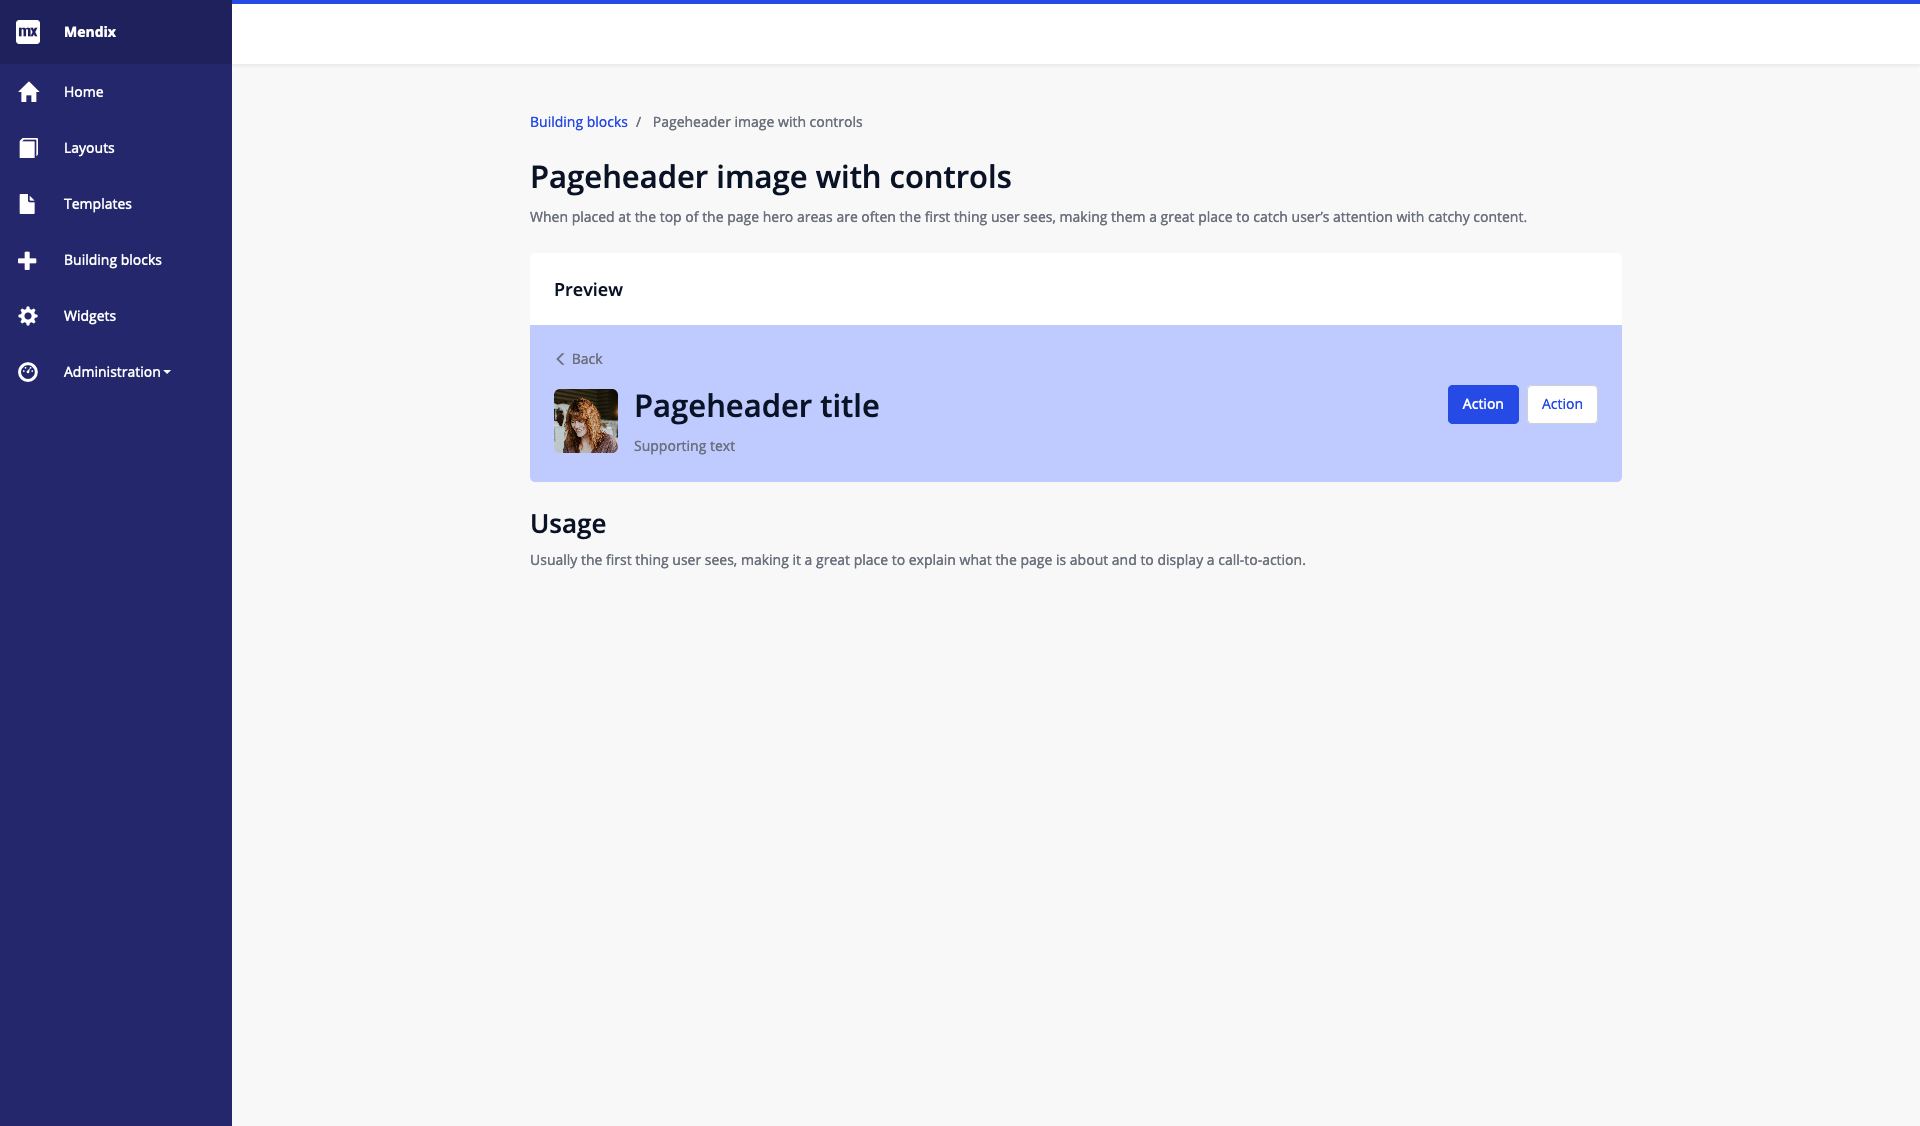 mx Mendix
Home
Layouts
Templates
Building blocks
Widgets
Administration
Building blocks / Pageheader image with controls
Pageheader image with controls
When placed at the top of the page hero areas are often the first thing user sees, making them a great place to catch user’s attention with catchy content.
Preview
Back
Pageheader title
Action Action
Supporting text
Usage
Usually the first thing user sees, making it a great place to explain what the page is about and to display a call-to-action.